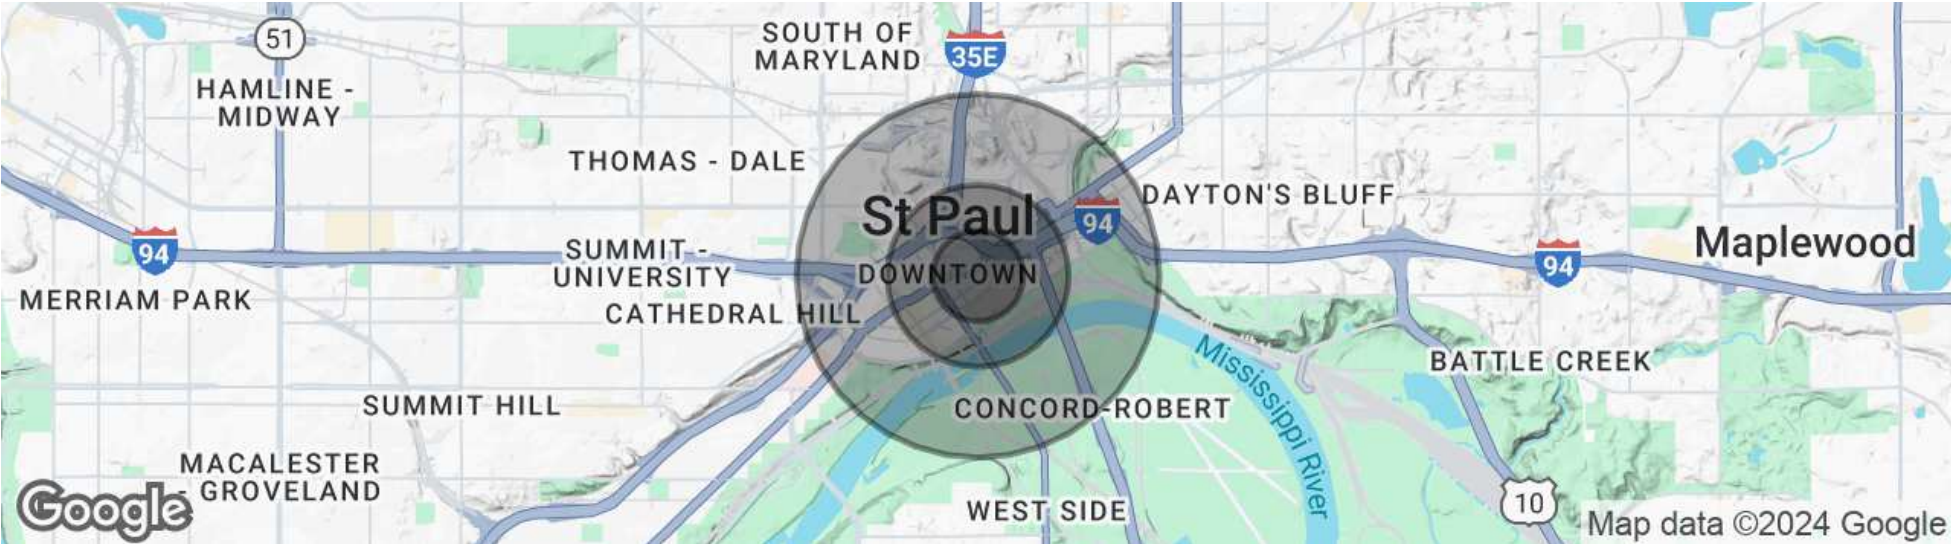 51
SOUTH OF
MARYLAND
35E
HAMLINE -
MIDWAY
THOMAS - DALE
St Paul
DAYTON'S BLUFF
94
94
SUMMIT -
UNIVERSITY
DOWNTOWN
94
Maplewood
MERRIAM PARK
CATHEDRAL HILL
Mississippi River
BATTLE CREEK
SUMMIT HILL
CONCORD-ROBERT
MACALESTER
- GROVELAND
WEST SIDE
10
Google
Map data ©2024 Google